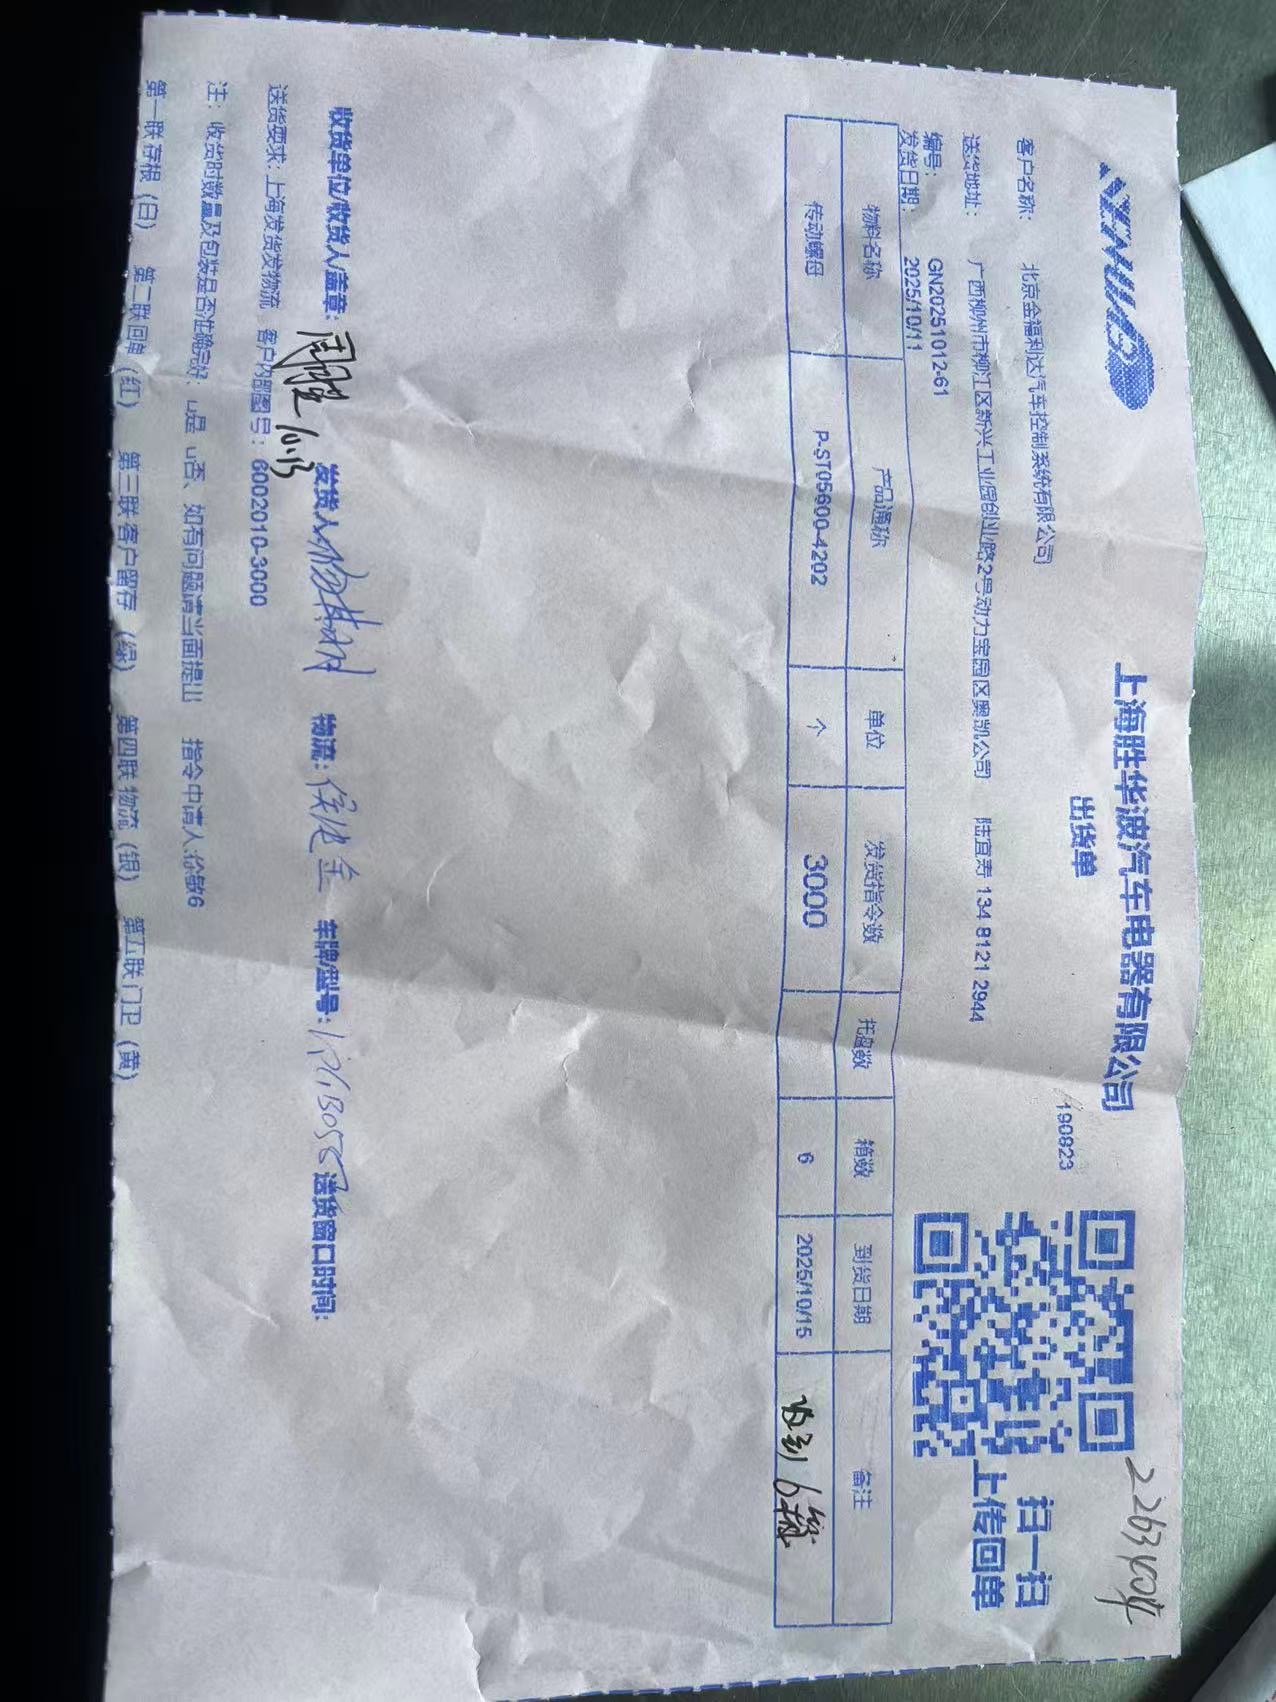 上海胜华波汽车电器有限公司
出货单
190823
扫一扫
上传回单
客户名称: 北京金福利达汽车控制系统有限公司
送货地址: 广西柳州市柳江区新兴工业园创业路2号动力宝园区奥凯公司 陆宜寿 134 8121 2944
编号: GN20251012-61
发货日期: 2025/10/11
物料名称 产品通称 单位 发货指令数 托盘数 箱数 到货日期 备注
传动螺母 P-ST05600-4202 个 3000 6 2025/10/15 收到6箱
收货单位/收货人/盖章: 10.13 发货人: 物流: 车牌/型号: 送货窗口时间:
送货要求: 上海发货发物流 客户内部图号: 6002010-3000
注: 收货时数量及包装是否准确完好: □是 □否、如有问题请当面提出 指令申请人:徐敏6
第一联存根 (白) 第二联回单 (红) 第三联客户留存 (绿) 第四联物流 (银) 第五联门卫 (黄)